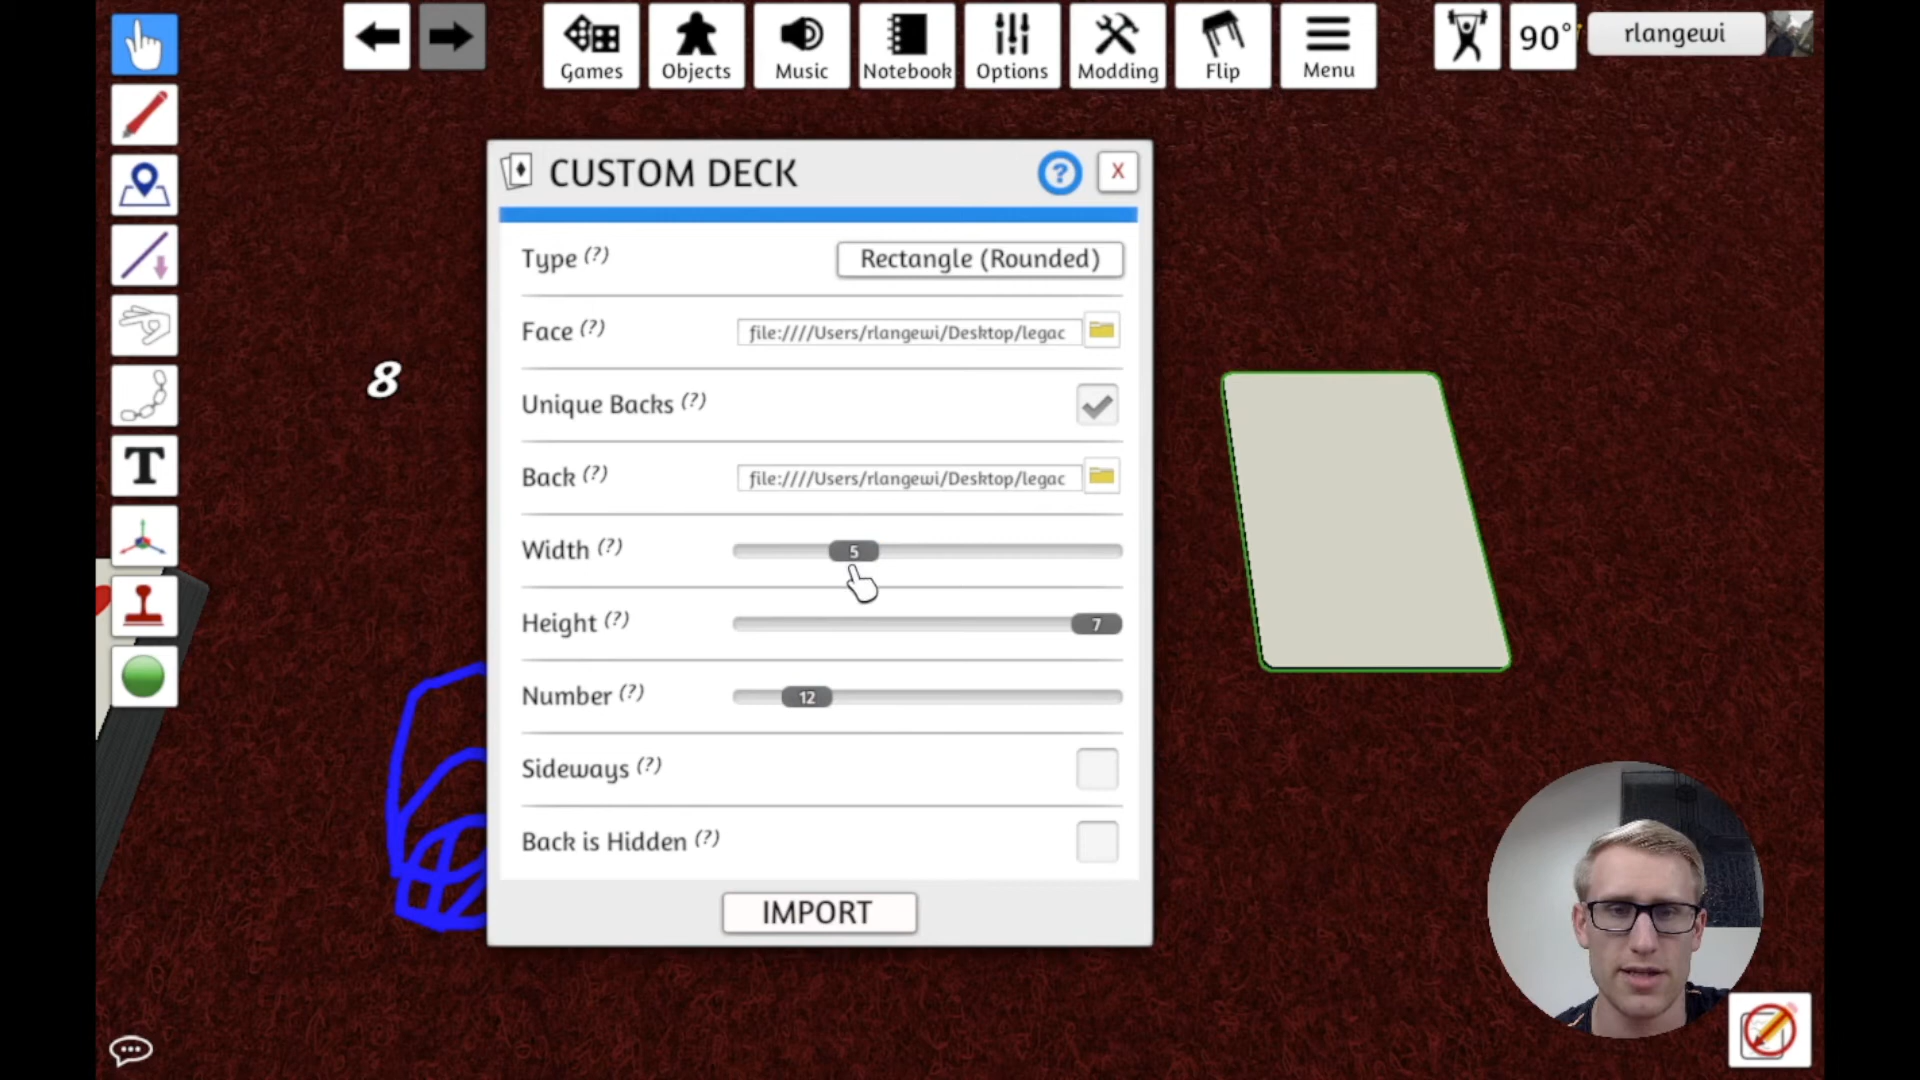 Games Objects Music Notebook Options Modding Flip Menu
90°
rlangewi
CUSTOM DECK
?
X
Type (?) Rectangle (Rounded)
Face (?) file:////Users/rlangewi/Desktop/legac
Unique Backs (?)
Back (?) file:////Users/rlangewi/Desktop/legac
Width (?) 5
Height (?) 7
Number (?) 12
Sideways (?)
Back is Hidden (?)
IMPORT
8
T